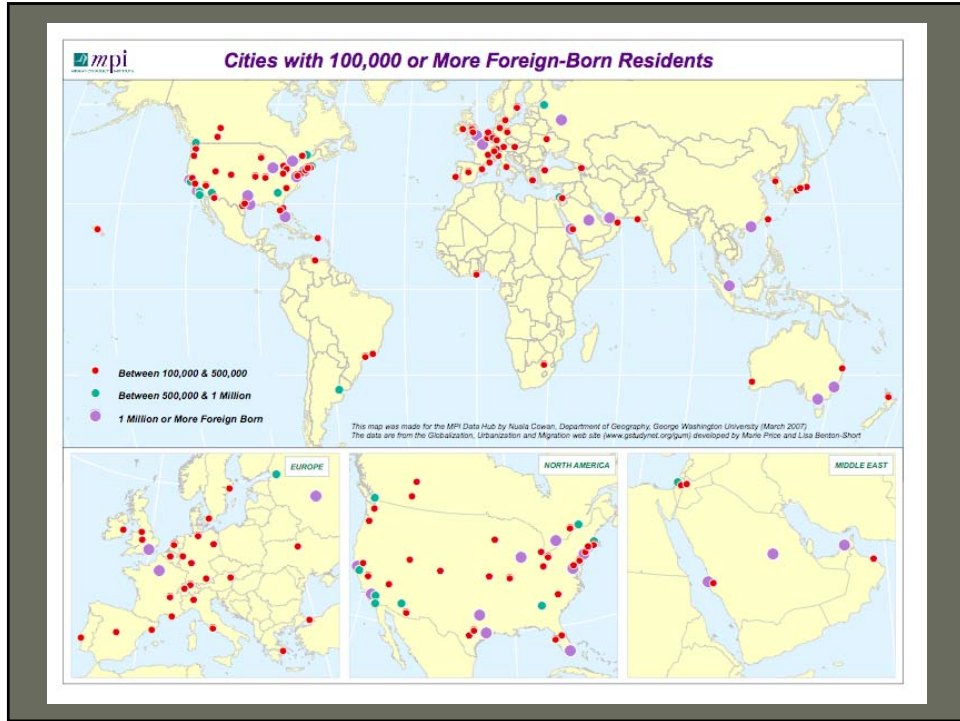 mpi
Cities with 100,000 or More Foreign-Born Residents
Between 100,000 & 500,000
Between 500,000 & 1 Million
1 Million or More Foreign Born
This map was made for the MPI Data Hub by Nuala Cowan, Department of Geography, George Washington University (March 2007)
The data are from the Globalization, Urbanization and Migration web site (www.gstudynet.org/gum) developed by Marie Price and Lisa Benton-Short
EUROPE
NORTH AMERICA
MIDDLE EAST